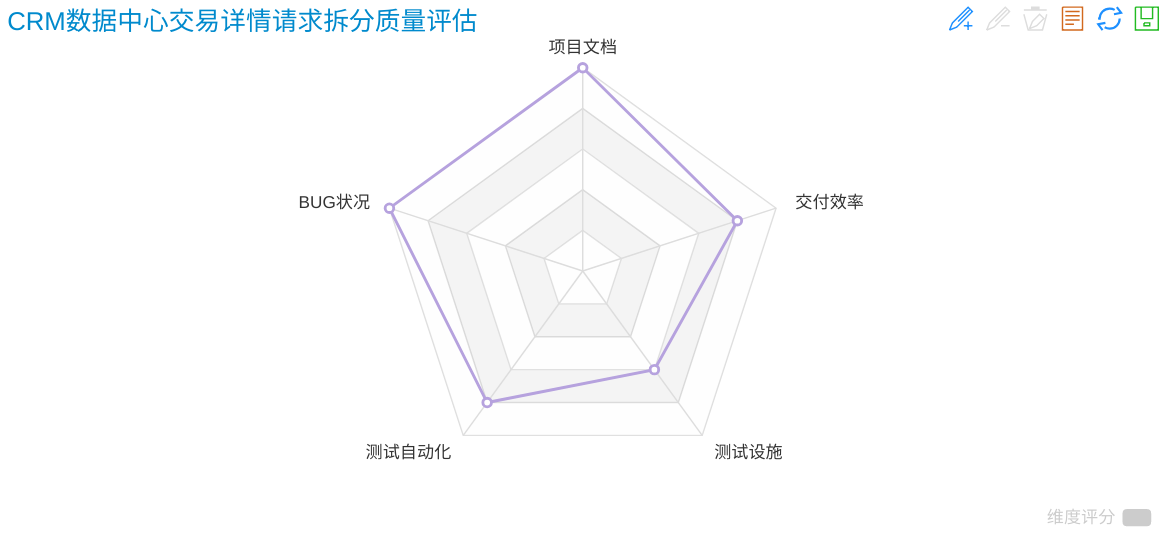 CRM数据中心交易详情请求拆分质量评估
项目文档
BUG状况
交付效率
测试自动化
测试设施
维度评分